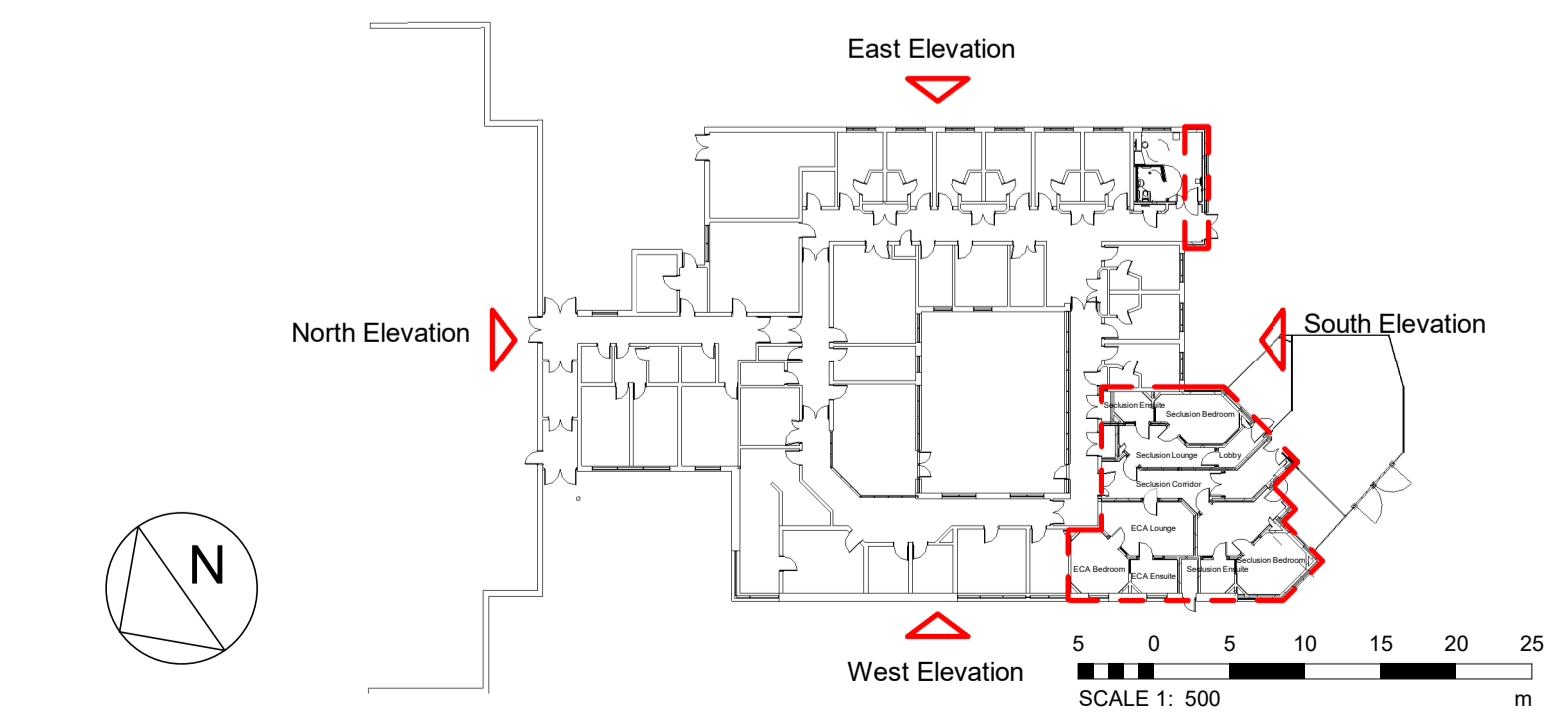 East Elevation
North Elevation
South Elevation
Seclusion Ensuite
Seclusion Bedroom
Seclusion Lounge
Lobby
Seclusion Corridor
ECA Lounge
ECA Bedroom
ECA Ensuite
Seclusion Ensuite
Seclusion Bedroom
N
West Elevation
5 0 5 10 15 20 25
SCALE 1: 500 m